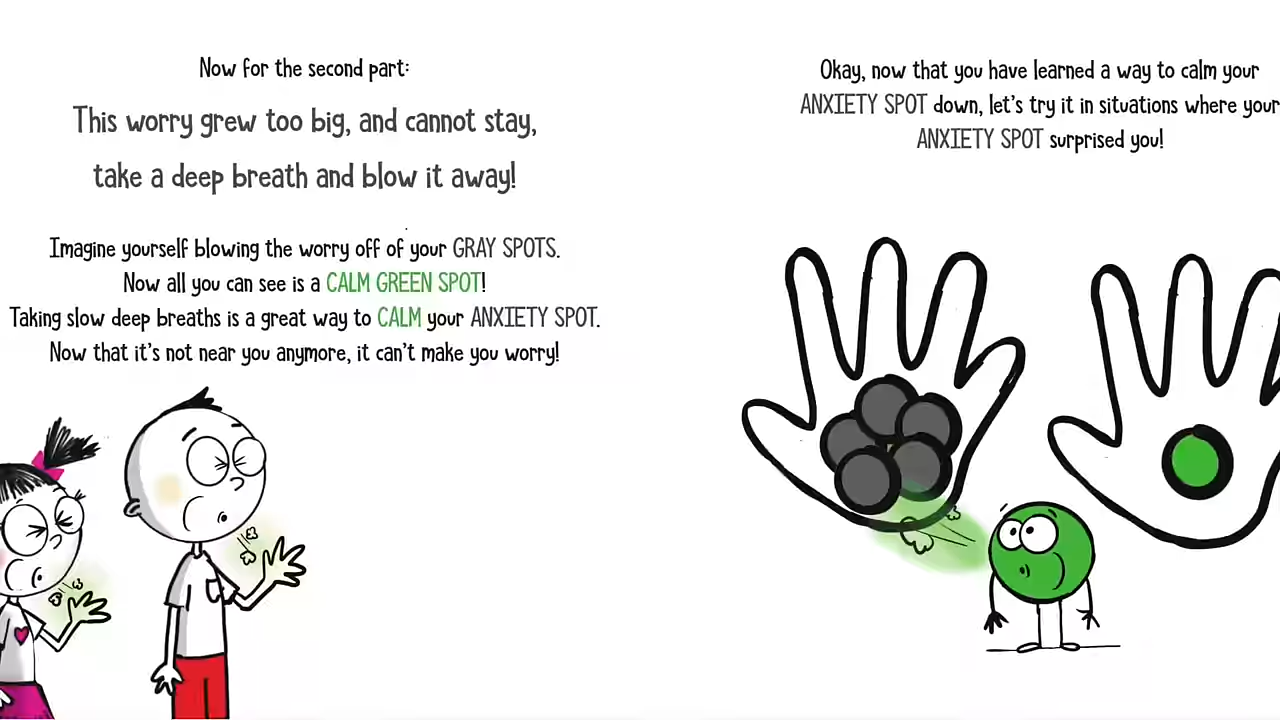 Now for the second part:
This worry grew too big, and cannot stay,
take a deep breath and blow it away!
Imagine yourself blowing the worry off of your GRAY SPOTS.
Now all you can see is a CALM GREEN SPOT!
Taking slow deep breaths is a great way to CALM your ANXIETY SPOT.
Now that it's not near you anymore, it can't make you worry!
Okay, now that you have learned a way to calm your
ANXIETY SPOT down, let's try it in situations where your
ANXIETY SPOT surprised you!